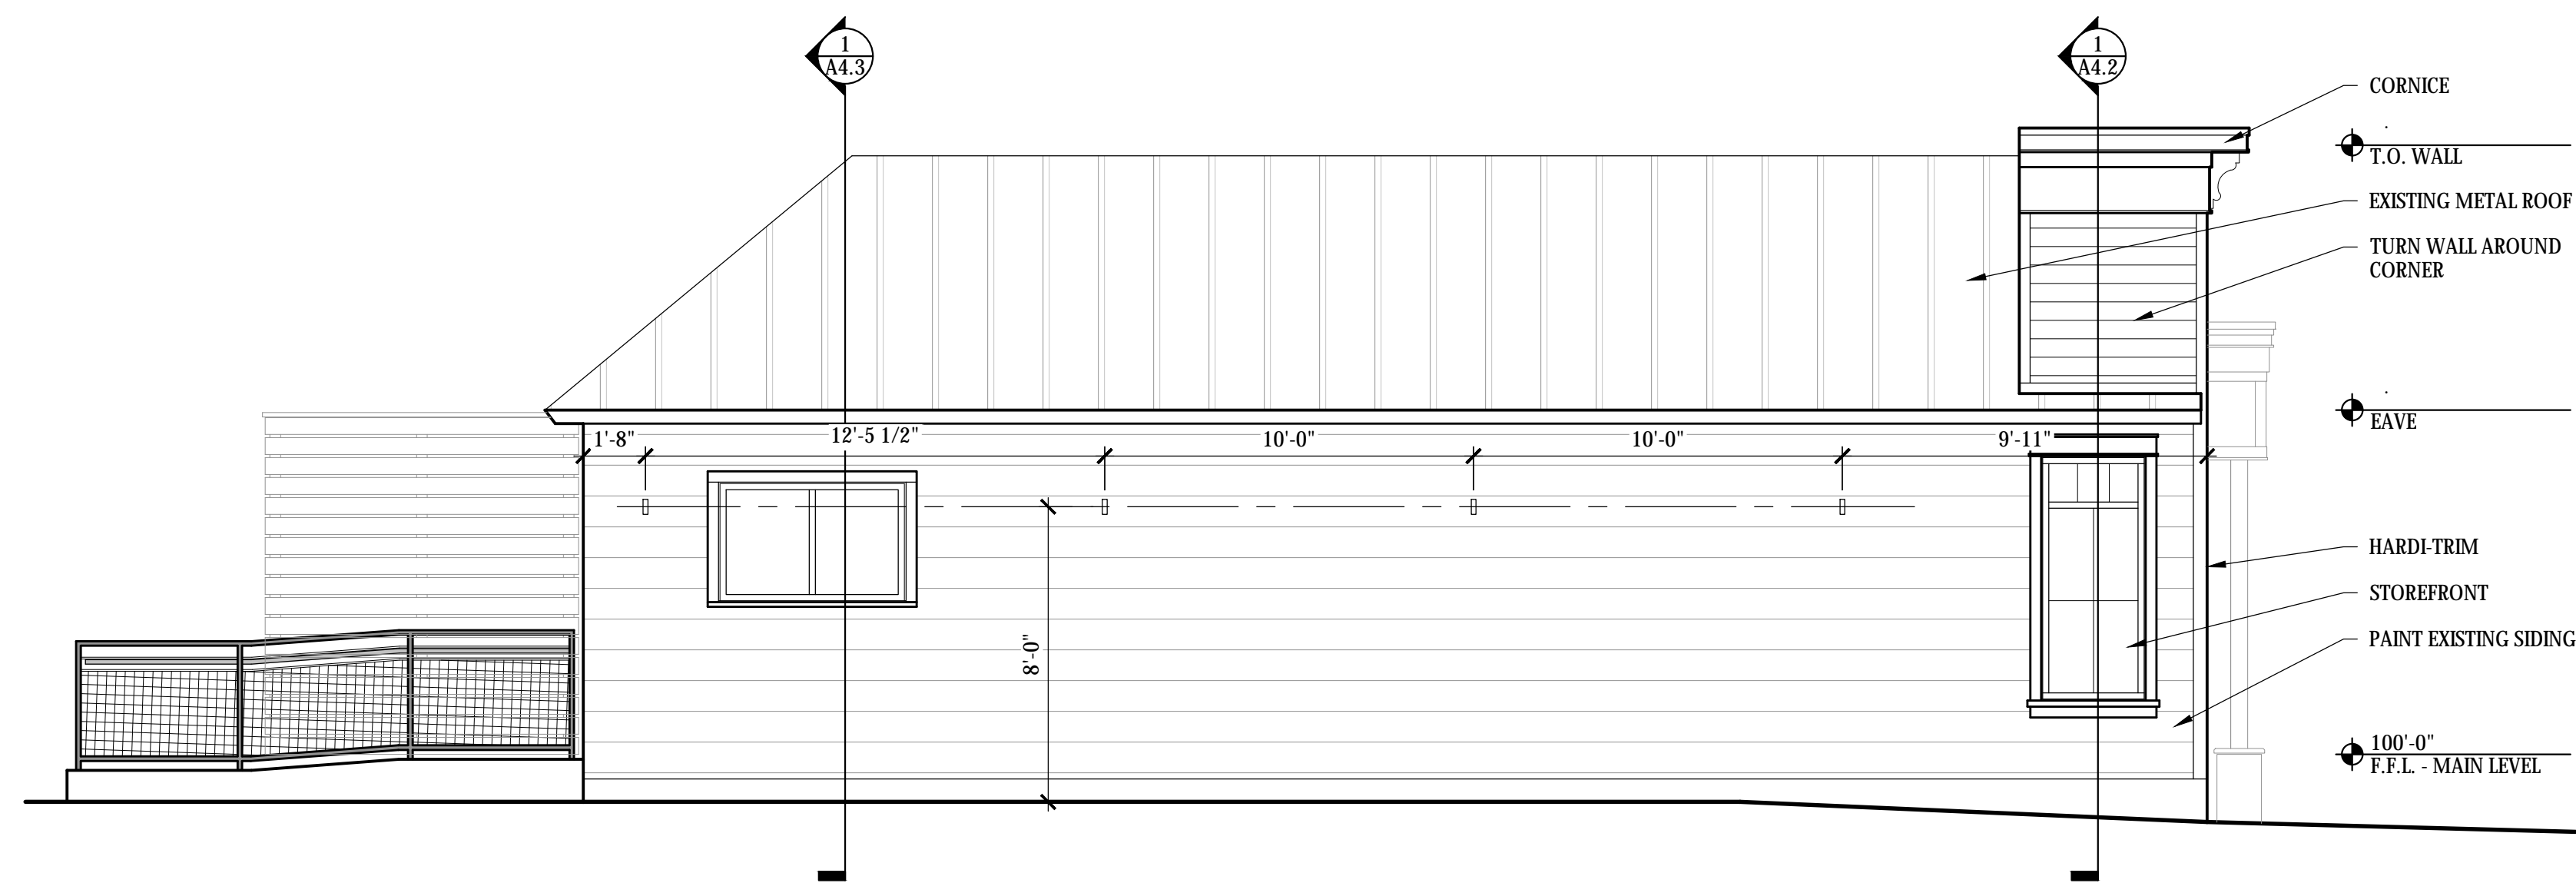 1
A4.3
1
A4.2
CORNICE
T.O. WALL
EXISTING METAL ROOF
TURN WALL AROUND
CORNER
EAVE
1'-8"
12'-5 1/2"
10'-0"
10'-0"
9'-11"
8'-0"
HARDI-TRIM
STOREFRONT
PAINT EXISTING SIDING
100'-0"
F.F.L. - MAIN LEVEL